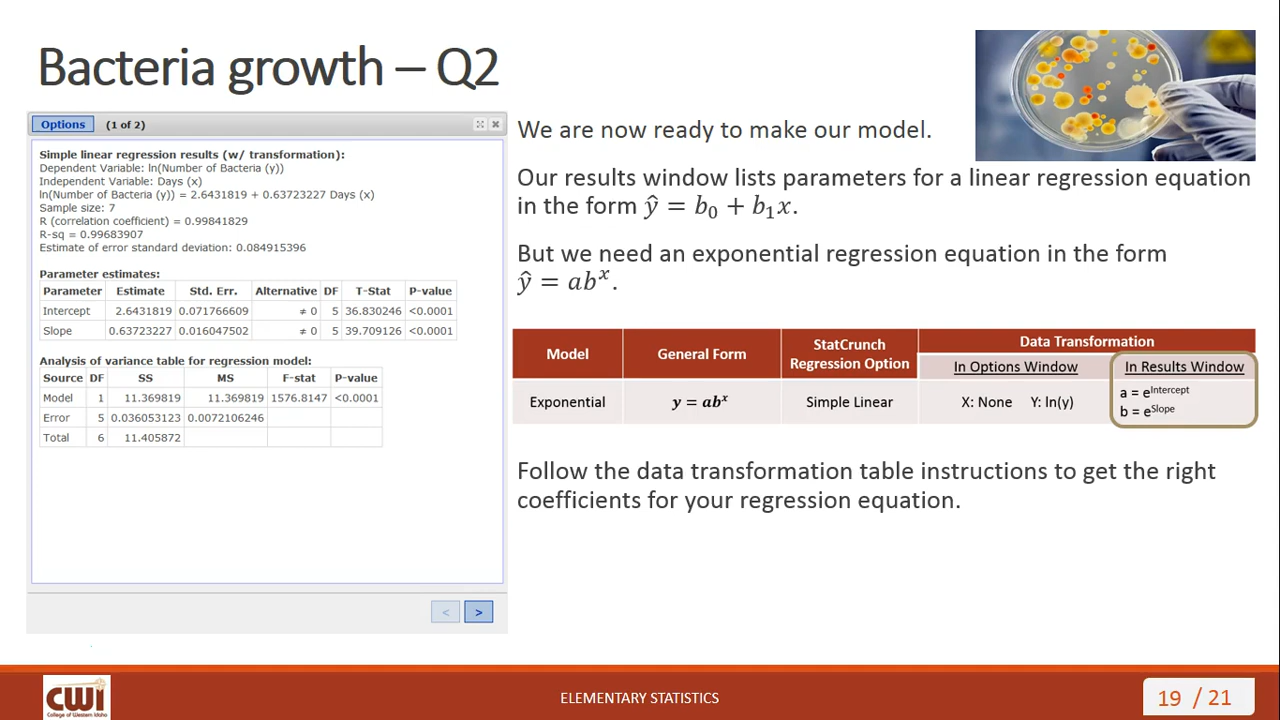 Bacteria growth – Q2
Options (1 of 2)
Simple linear regression results (w/ transformation):
Dependent Variable: ln(Number of Bacteria (y))
Independent Variable: Days (x)
ln(Number of Bacteria (y)) = 2.6431819 + 0.63723227 Days (x)
Sample size: 7
R (correlation coefficient) = 0.99841829
R-sq = 0.99683907
Estimate of error standard deviation: 0.084915396
Parameter estimates:
Parameter Estimate Std. Err. Alternative DF T-Stat P-value
Intercept 2.6431819 0.071766609 ≠ 0 5 36.830246 <0.0001
Slope 0.63723227 0.016047502 ≠ 0 5 39.709126 <0.0001
Analysis of variance table for regression model:
Source DF SS MS F-stat P-value
Model 1 11.369819 11.369819 1576.8147 <0.0001
Error 5 0.036053123 0.0072106246
Total 6 11.405872
< >
We are now ready to make our model.
Our results window lists parameters for a linear regression equation
in the form ŷ = b₀ + b₁x.
But we need an exponential regression equation in the form
ŷ = abˣ.
Model General Form StatCrunch Regression Option Data Transformation
In Options Window In Results Window
Exponential y = abˣ Simple Linear X: None Y: ln(y) a = e^Intercept
b = e^Slope
Follow the data transformation table instructions to get the right
coefficients for your regression equation.
CWI
College of Western Idaho
ELEMENTARY STATISTICS
19 / 21